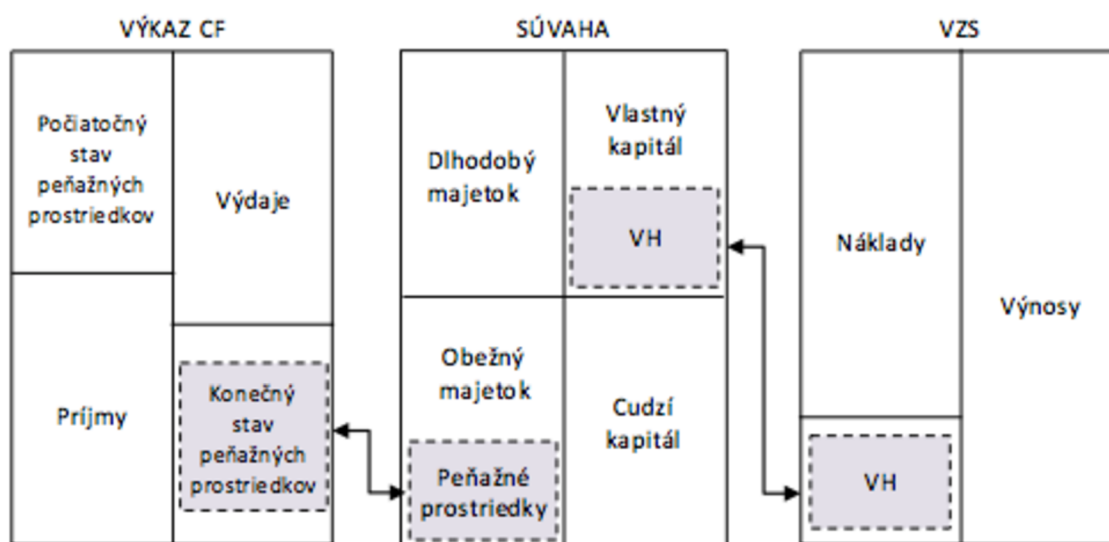 VÝKAZ CF
Počiatočný
stav
peňažných
prostriedkov
Výdaje
Príjmy
Konečný
stav
peňažných
prostriedkov
SÚVAHA
Dlhodobý
majetok
Vlastný
kapitál
VH
Obežný
majetok
Peňažné
prostriedky
Cudzí
kapitál
VZS
Náklady
Výnosy
VH